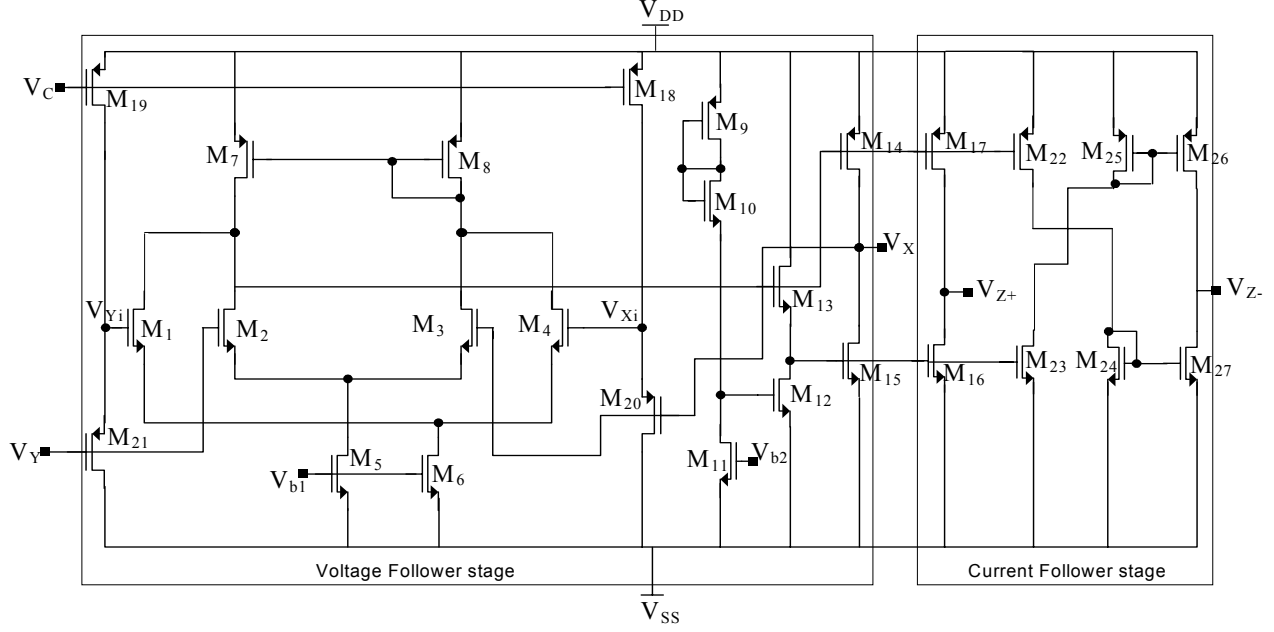 V_DD
V_C
M_19
M_18
M_9
M_7
M_8
M_14
M_17
M_22
M_25
M_26
M_10
V_X
V_Yi
V_Xi
M_13
V_Z+
V_Z-
M_1
M_2
M_3
M_4
M_15
M_16
M_23
M_24
M_27
M_20
M_12
V_Y
M_21
M_5
M_6
M_11
V_b2
V_b1
Voltage Follower stage
Current Follower stage
V_SS